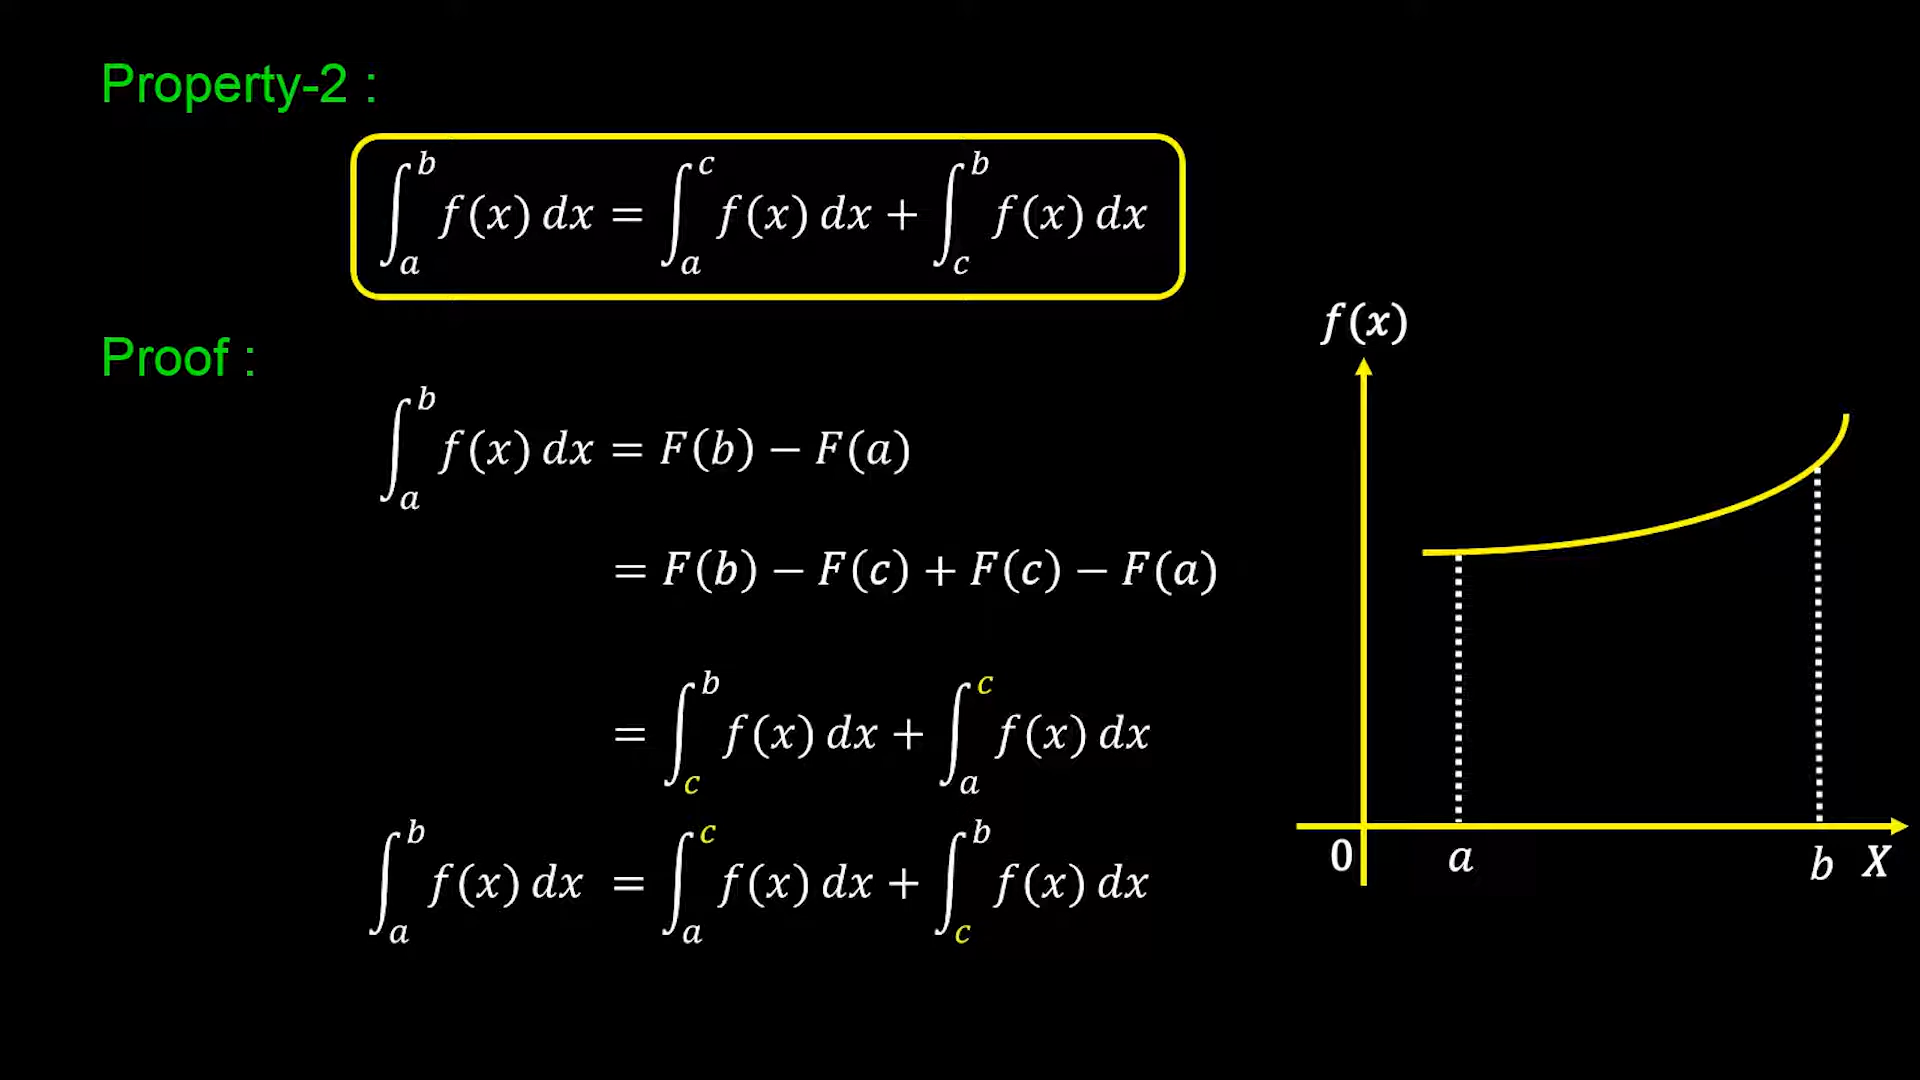 Property-2 :
∫_a^b f(x) dx = ∫_a^c f(x) dx + ∫_c^b f(x) dx
Proof :
∫_a^b f(x) dx = F(b) − F(a)
= F(b) − F(c) + F(c) − F(a)
= ∫_c^b f(x) dx + ∫_a^c f(x) dx
∫_a^b f(x) dx = ∫_a^c f(x) dx + ∫_c^b f(x) dx
f(x)
0 a b X